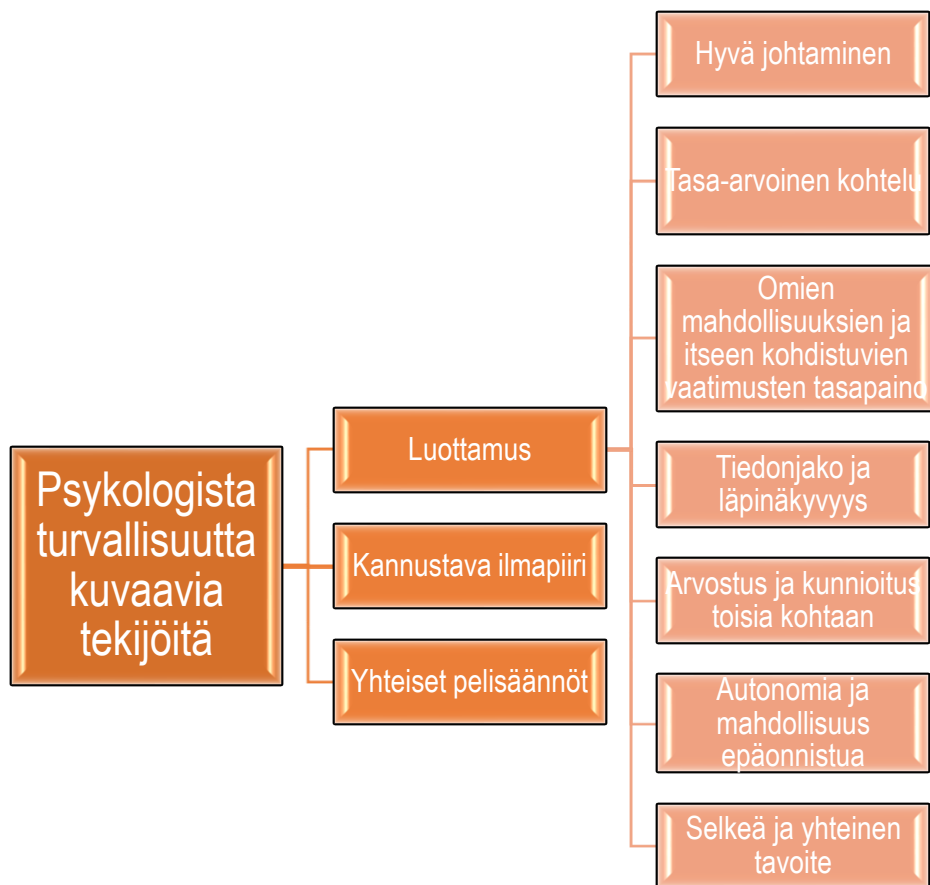 Psykologista
turvallisuutta
kuvaavia
tekijöitä
Luottamus
Kannustava ilmapiiri
Yhteiset pelisäännöt
Hyvä johtaminen
Tasa-arvoinen kohtelu
Omien
mahdollisuuksien ja
itseen kohdistuvien
vaatimusten tasapaino
Tiedonjako ja
läpinäkyvyys
Arvostus ja kunnioitus
toisia kohtaan
Autonomia ja
mahdollisuus
epäonnistua
Selkeä ja yhteinen
tavoite